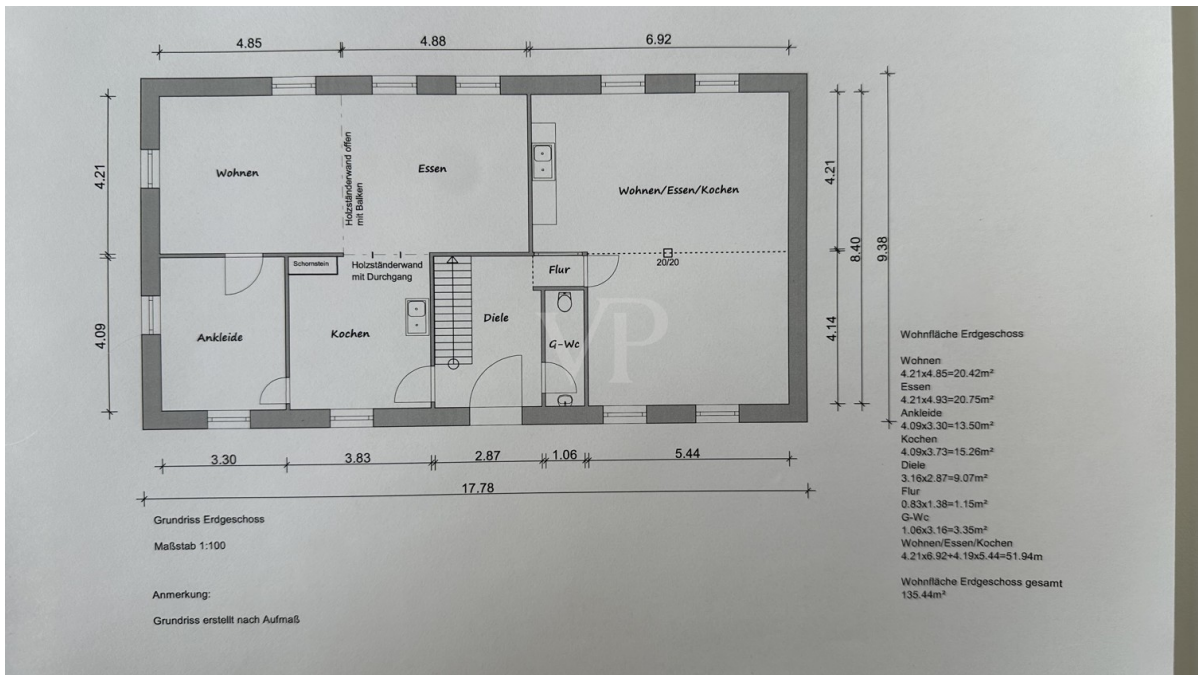 4.85
4.88
6.92
4.21
4.09
Wohnen
Holzständerwand offen
mit Balken
Essen
Wohnen/Essen/Kochen
20/20
4.21
4.14
8.40
9.38
Schornstein
Holzständerwand
mit Durchgang
Flur
Ankleide
Kochen
Diele
G-Wc
VP
3.30
3.83
2.87
1.06
5.44
17.78
Grundriss Erdgeschoss
Maßstab 1:100
Anmerkung:
Grundriss erstellt nach Aufmaß
Wohnfläche Erdgeschoss
Wohnen
4.21x4.85=20.42m²
Essen
4.21x4.93=20.75m²
Ankleide
4.09x3.30=13.50m²
Kochen
4.09x3.73=15.26m²
Diele
3.16x2.87=9.07m²
Flur
0.83x1.38=1.15m²
G-Wc
1.06x3.16=3.35m²
Wohnen/Essen/Kochen
4.21x6.92+4.19x5.44=51.94m
Wohnfläche Erdgeschoss gesamt
135.44m²